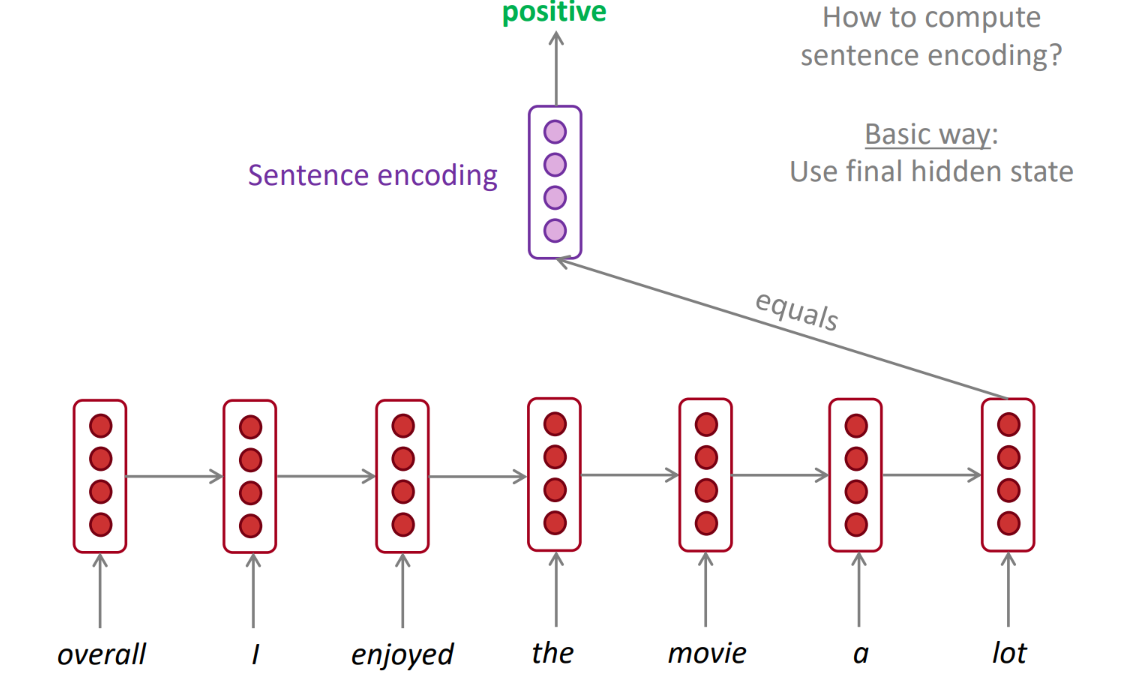 positive
How to compute
sentence encoding?
Basic way:
Use final hidden state
Sentence encoding
equals
overall I enjoyed the movie a lot